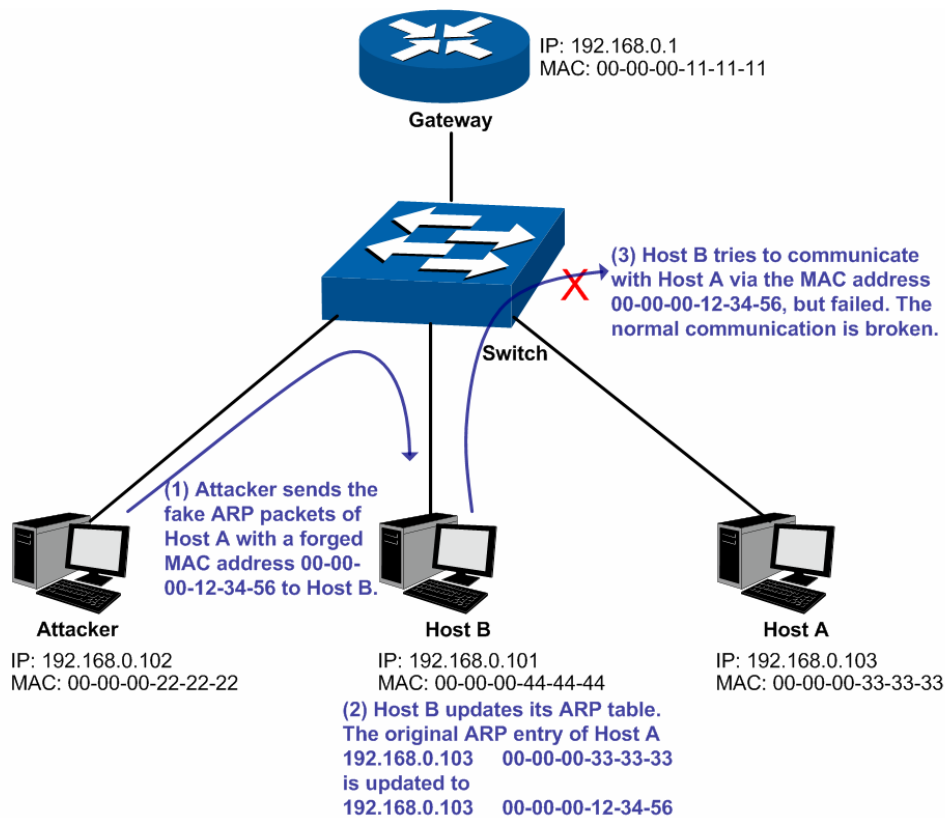 IP: 192.168.0.1
MAC: 00-00-00-11-11-11
Gateway
(3) Host B tries to communicate
with Host A via the MAC address
00-00-00-12-34-56, but failed. The
normal communication is broken.
Switch
(1) Attacker sends the
fake ARP packets of
Host A with a forged
MAC address 00-00-
00-12-34-56 to Host B.
Attacker
IP: 192.168.0.102
MAC: 00-00-00-22-22-22
Host B
IP: 192.168.0.101
MAC: 00-00-00-44-44-44
Host A
IP: 192.168.0.103
MAC: 00-00-00-33-33-33
(2) Host B updates its ARP table.
The original ARP entry of Host A
192.168.0.103 00-00-00-33-33-33
is updated to
192.168.0.103 00-00-00-12-34-56